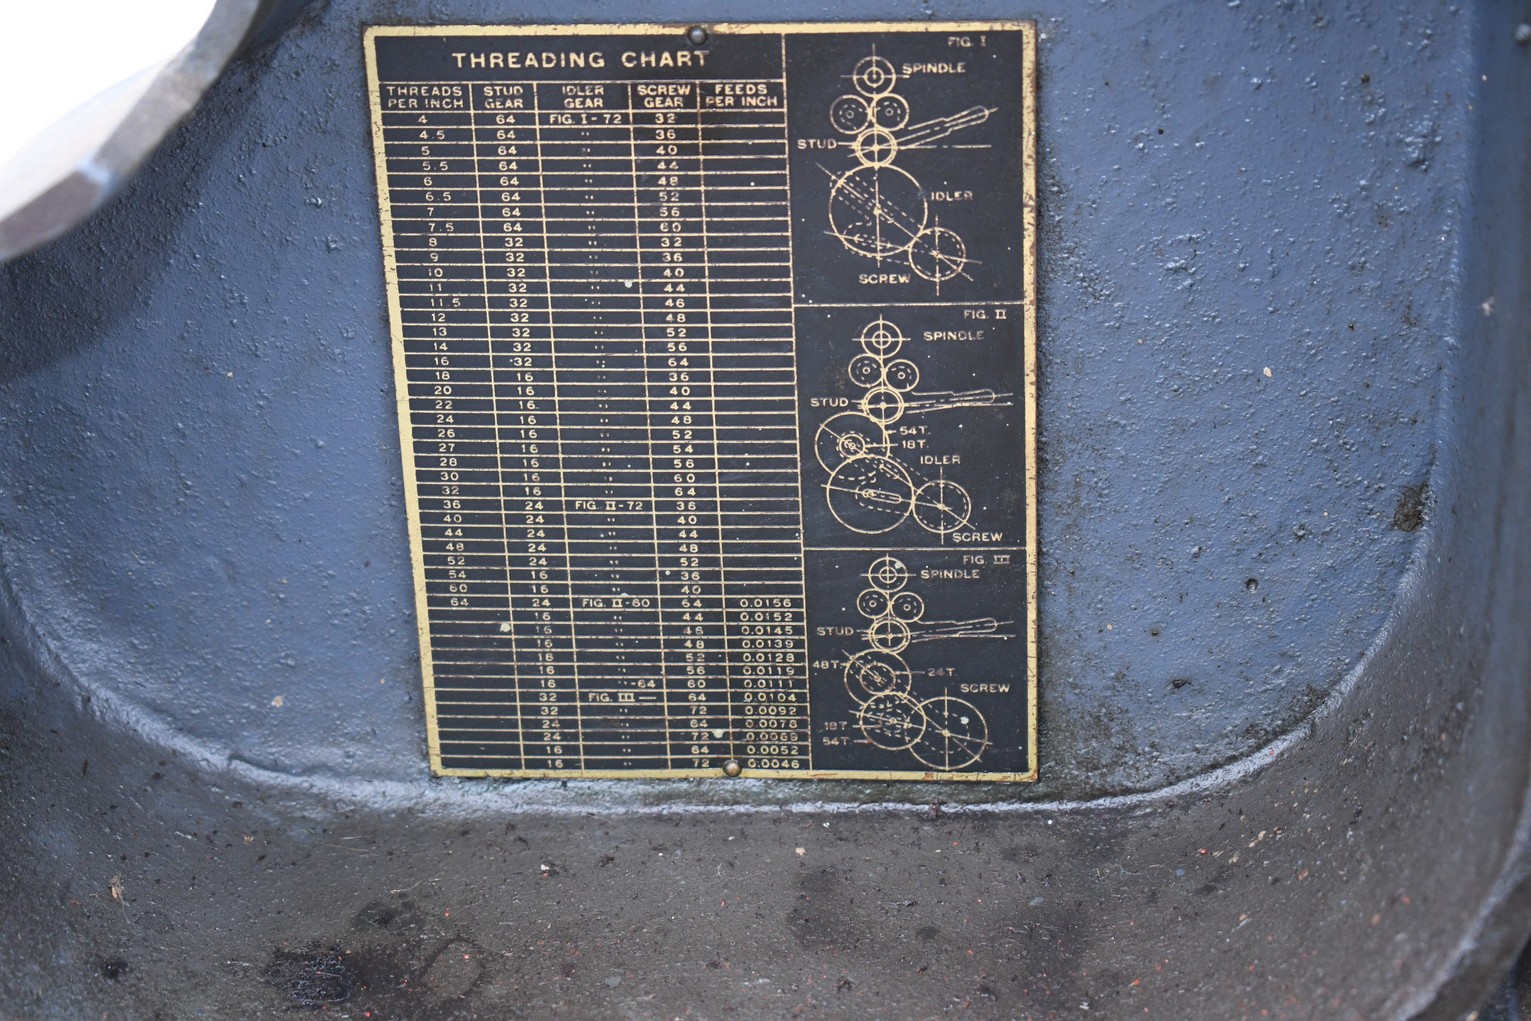 THREADING CHART
THREADS PER INCH STUD GEAR IDLER GEAR SCREW GEAR FEEDS PER INCH
4 64 FIG. I-72 32
4.5 64 " 36
5 64 " 40
5.5 64 " 44
6 64 " 48
6.5 64 " 52
7 64 " 56
7.5 64 " 60
8 32 " 32
9 32 " 36
10 32 " 40
11 32 " 44
11.5 32 " 46
12 32 " 48
13 32 " 52
14 32 " 56
16 32 " 64
18 16 " 36
20 16 " 40
22 16 " 44
24 16 " 48
26 16 " 52
27 16 " 54
28 16 " 56
30 16 " 60
32 16 " 64
36 24 FIG. II-72 36
40 24 " 40
44 24 " 44
48 24 " 48
52 24 " 52
54 16 " 36
60 16 " 40
64 24 FIG. II-60 64 0.0156
16 " 44 0.0152
16 " 46 0.0145
16 " 48 0.0139
16 " 52 0.0128
16 " 56 0.0119
16 "-64 60 0.0111
32 FIG. III — 64 0.0104
32 " 72 0.0092
24 " 64 0.0078
24 " 72 0.0069
16 " 64 0.0052
16 " 72 0.0046
FIG. I
SPINDLE
STUD
IDLER
SCREW
FIG. II
SPINDLE
STUD
54T.
18T.
IDLER
SCREW
FIG. III
SPINDLE
STUD
48T.
24T.
SCREW
18T.
54T.